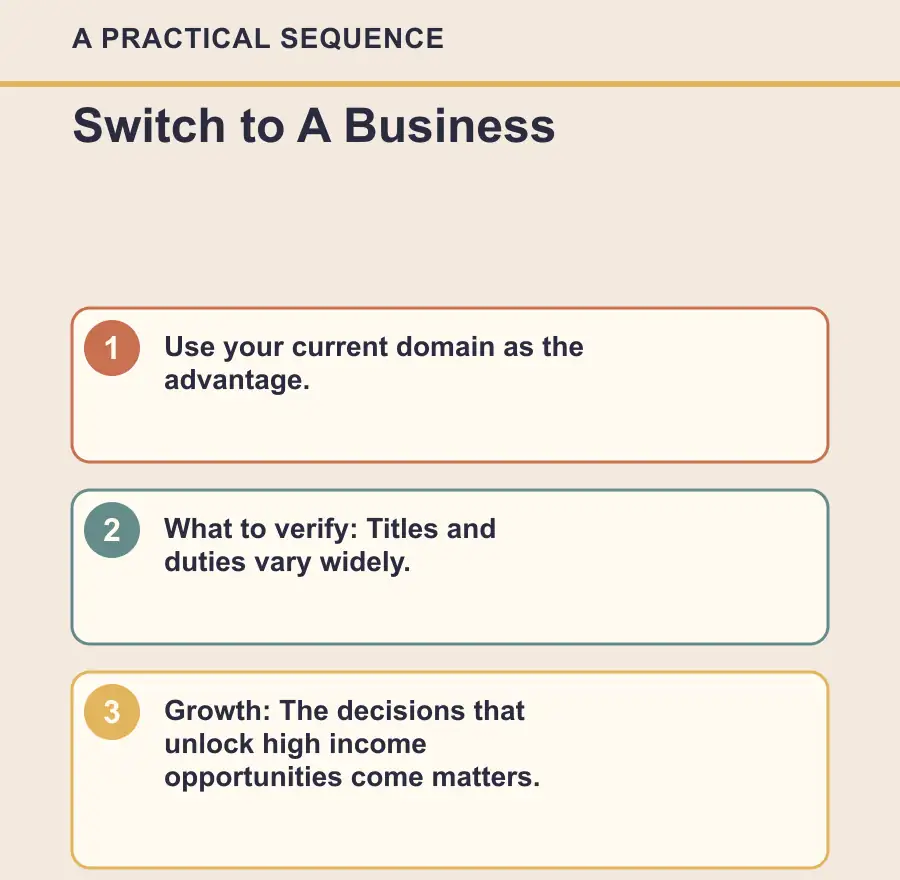 A PRACTICAL SEQUENCE
Switch to A Business
1
Use your current domain as the
advantage.
2
What to verify: Titles and
duties vary widely.
3
Growth: The decisions that
unlock high income
opportunities come matters.